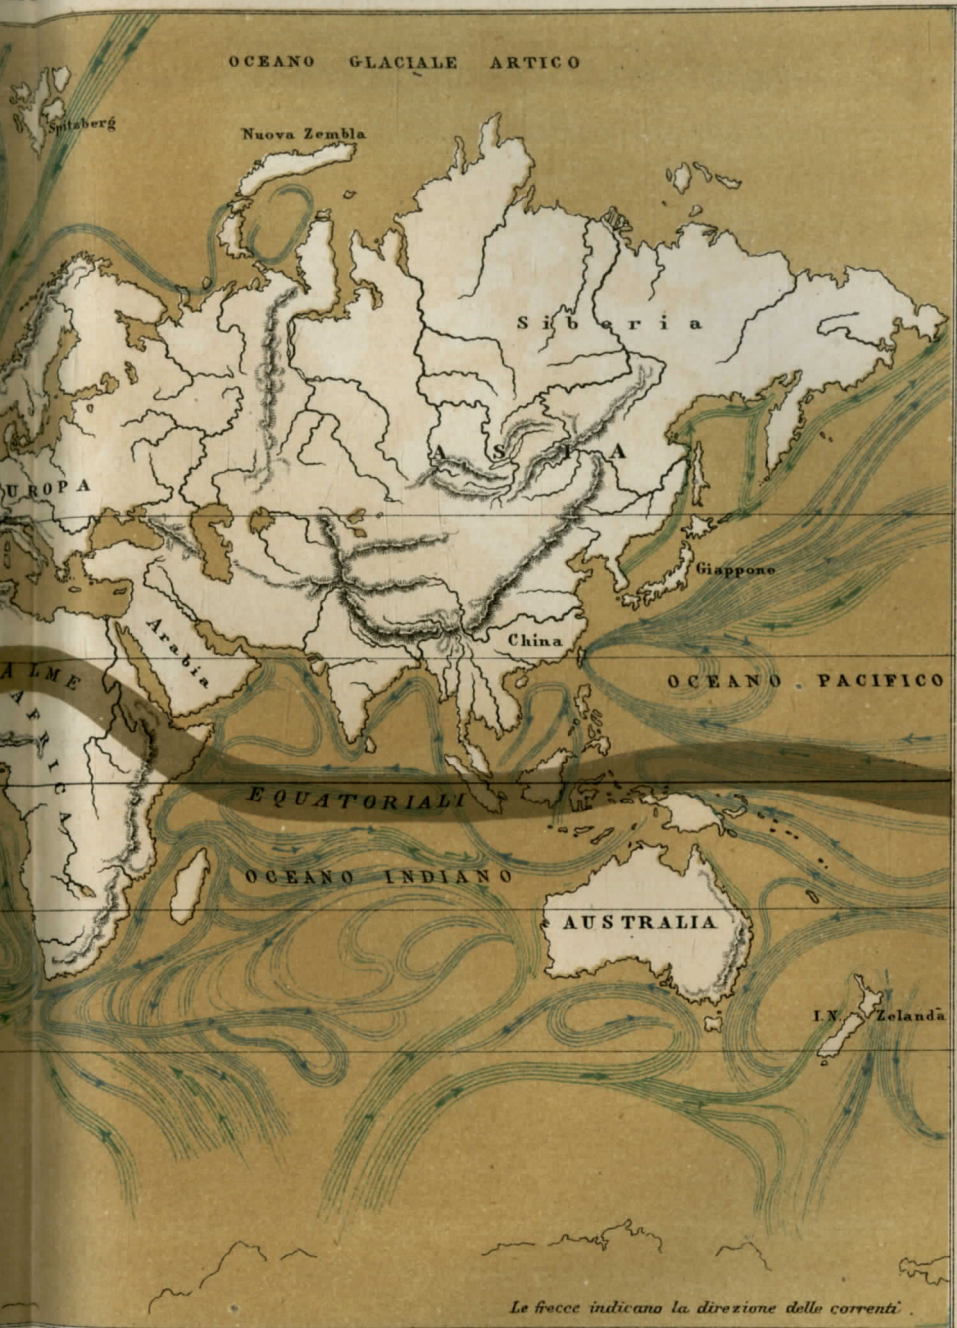 OCEANO GLACIALE ARTICO
Spitzberg
Nuova Zembla
Siberia
ASIA
UROPA
Giappone
Arabia
China
OCEANO PACIFICO
ALME
AFRICA
EQUATORIALI
OCEANO INDIANO
AUSTRALIA
I.N. Zelanda
Le frecce indicano la direzione delle correnti.